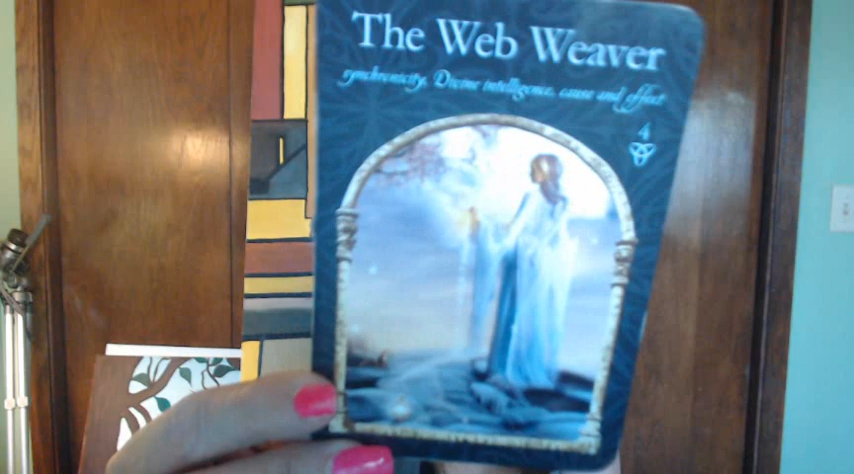 The Web Weaver
synchronicity, Divine intelligence, cause and effect
4